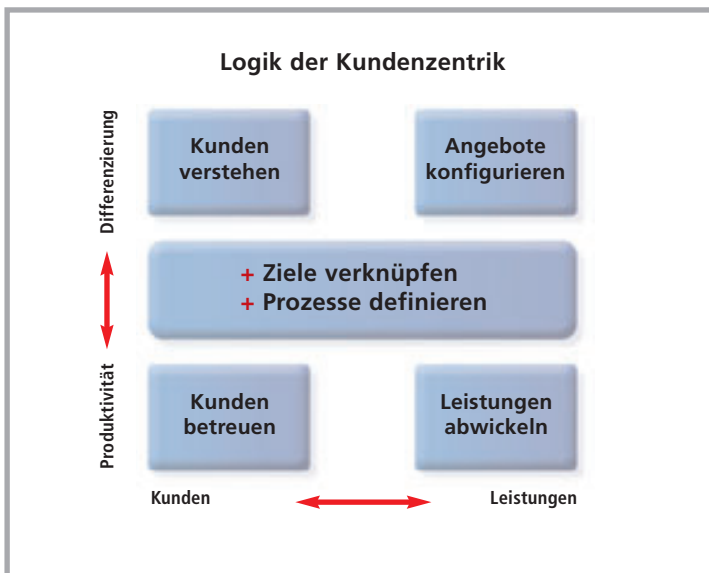 Logik der Kundenzentrik
Differenzierung
Kunden
verstehen
Angebote
konfigurieren
+ Ziele verknüpfen
+ Prozesse definieren
Produktivität
Kunden
betreuen
Leistungen
abwickeln
Kunden
Leistungen